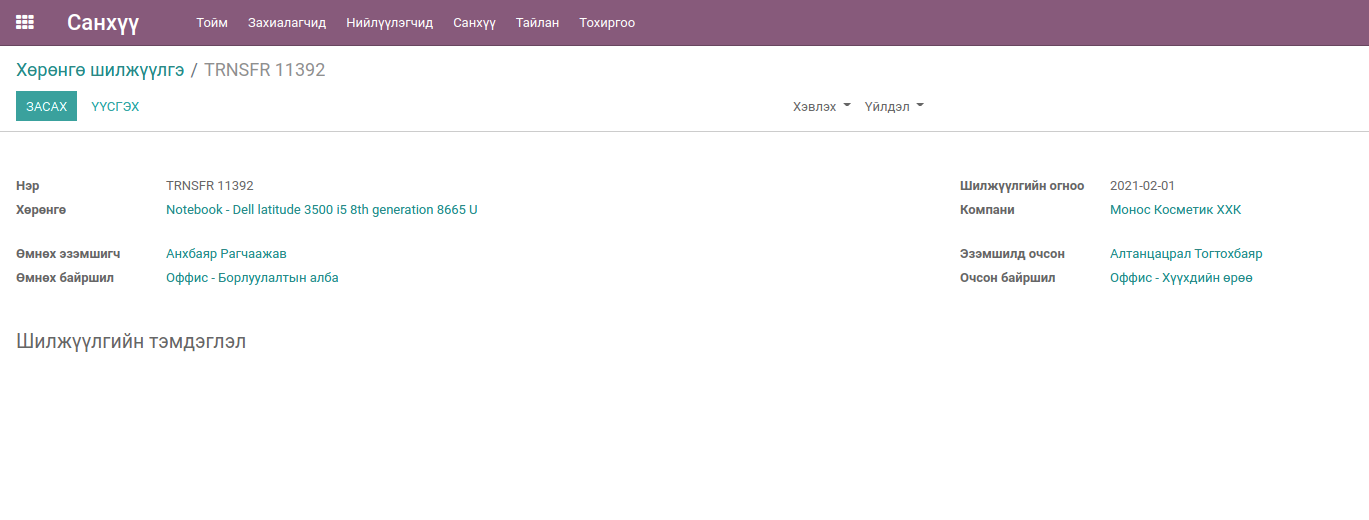 Санхүү Тойм Захиалагчид Нийлүүлэгчид Санхүү Тайлан Тохиргоо
Хөрөнгө шилжүүлгэ / TRNSFR 11392
ЗАСАХ ҮҮСГЭХ Хэвлэх Үйлдэл
Нэр TRNSFR 11392 Шилжүүлгийн огноо 2021-02-01
Хөрөнгө Notebook - Dell latitude 3500 i5 8th generation 8665 U Компани Монос Косметик ХХК
Өмнөх эзэмшигч Анхбаяр Рагчаажав Эзэмшилд очсон Алтанцацрал Тогтохбаяр
Өмнөх байршил Оффис - Борлуулалтын алба Очсон байршил Оффис - Хүүхдийн өрөө
Шилжүүлгийн тэмдэглэл